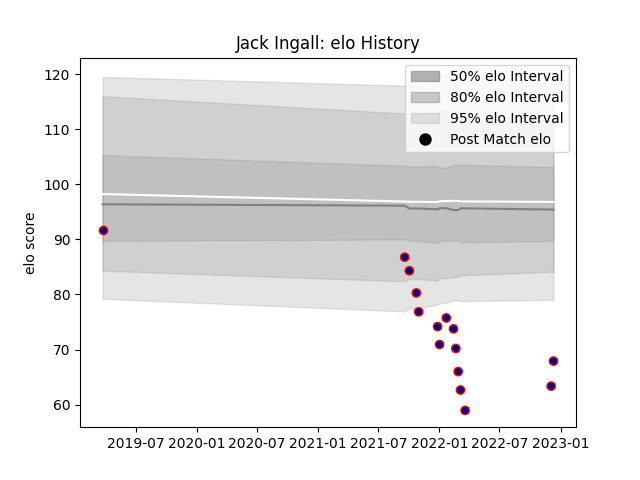 Jack Ingall: elo History
120
110
100
90
80
70
60
elo score
50% elo Interval
80% elo Interval
95% elo Interval
Post Match elo
2019-07 2020-01 2020-07 2021-01 2021-07 2022-01 2022-07 2023-01